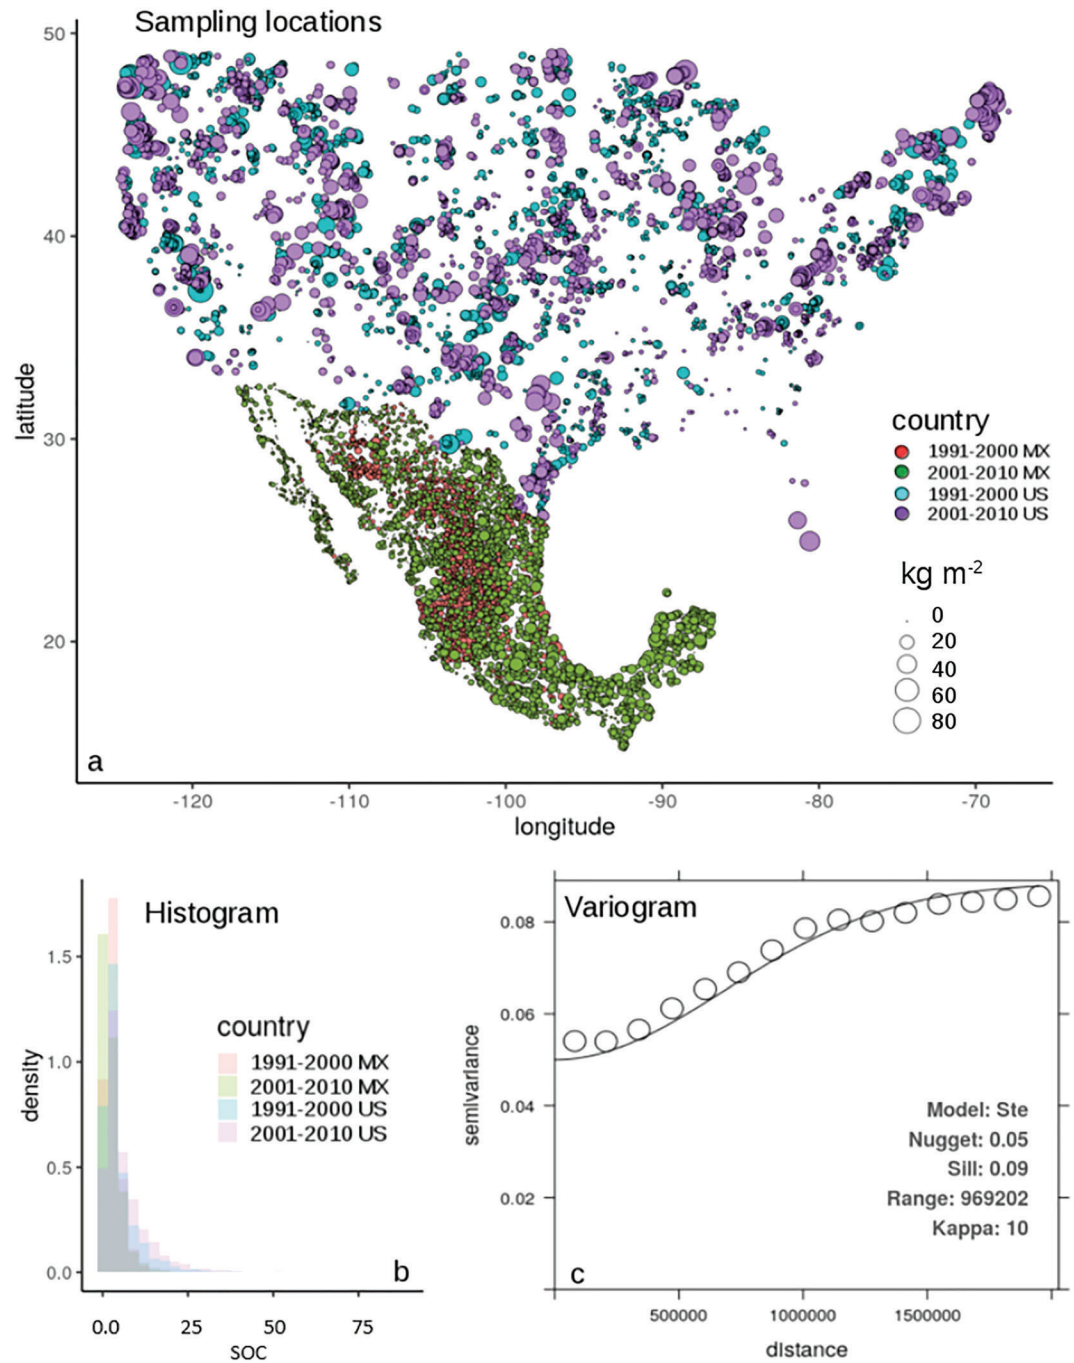 Sampling locations
50
40
30
20
latitude
country
1991-2000 MX
2001-2010 MX
1991-2000 US
2001-2010 US
kg m-2
0
20
40
60
80
a
-120
-110
-100
-90
-80
-70
longitude
Histogram
1.5
1.0
0.5
0.0
density
country
1991-2000 MX
2001-2010 MX
1991-2000 US
2001-2010 US
b
0.0
25
50
75
SOC
Variogram
0.08
0.06
0.04
0.02
semivariance
Model: Ste
Nugget: 0.05
Sill: 0.09
Range: 969202
Kappa: 10
c
500000
1000000
1500000
distance